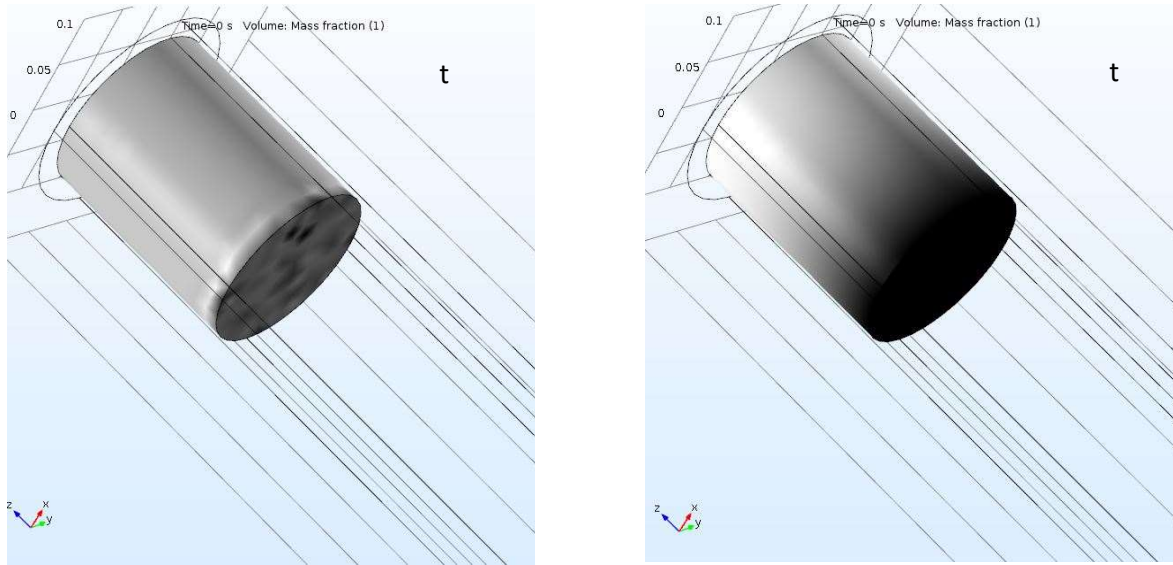 0.1
Time=0 s Volume: Mass fraction (1)
0.05
t
0
z
x
y
0.1
Time=0 s Volume: Mass fraction (1)
0.05
t
0
z
x
y